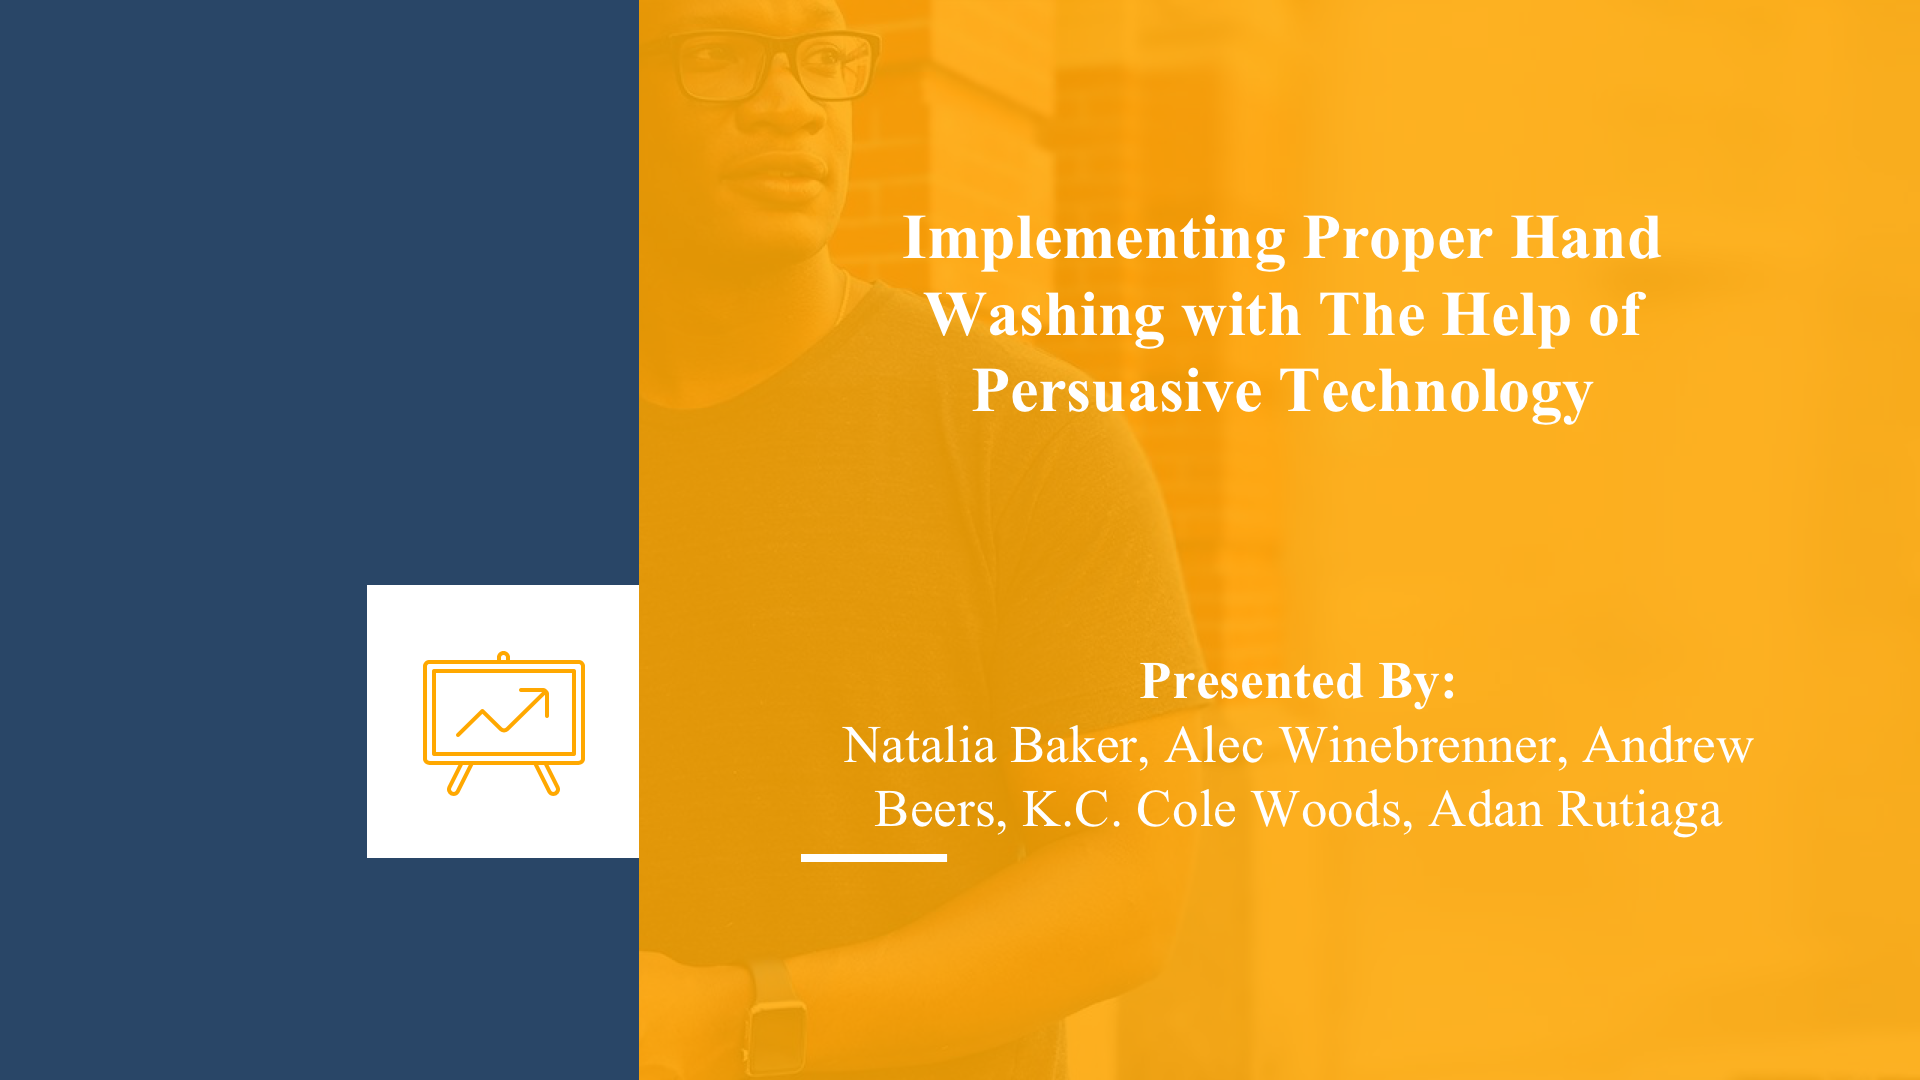 Implementing Proper Hand
Washing with The Help of
Persuasive Technology
Presented By:
Natalia Baker, Alec Winebrenner, Andrew
Beers, K.C. Cole Woods, Adan Rutiaga